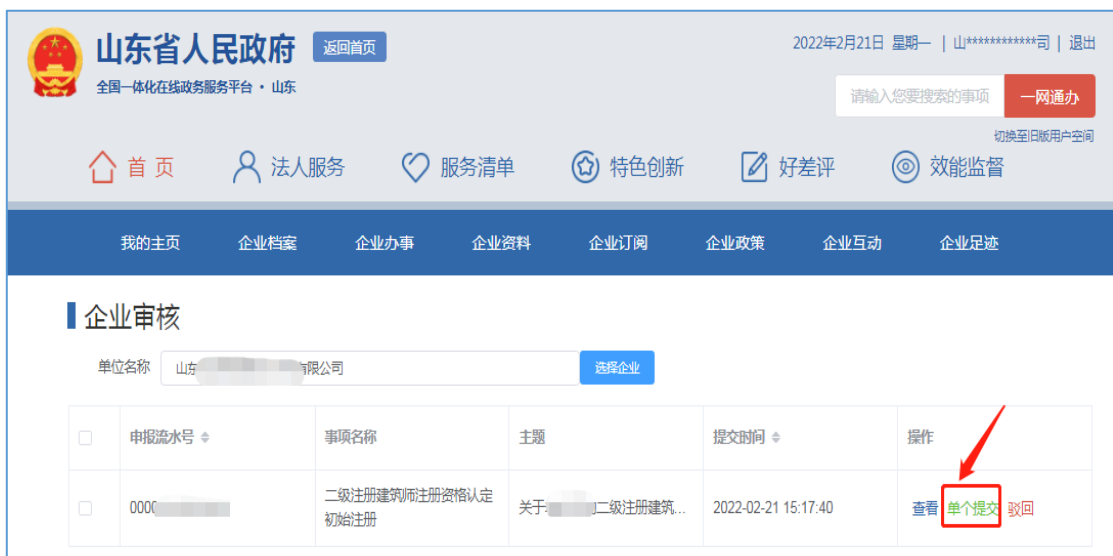 山东省人民政府 返回首页
2022年2月21日 星期一 | 山************司 | 退出
全国一体化在线政务服务平台 · 山东
请输入您要搜索的事项 一网通办
切换至旧版用户空间
首 页 法人服务 服务清单 特色创新 好差评 效能监督
我的主页 企业档案 企业办事 企业资料 企业订阅 企业政策 企业互动 企业足迹
企业审核
单位名称 山东 有限公司 选择企业
申报流水号 事项名称 主题 提交时间 操作
000 二级注册建筑师注册资格认定 关于 二级注册建筑... 2022-02-21 15:17:40 查看 单个提交 驳回
初始注册